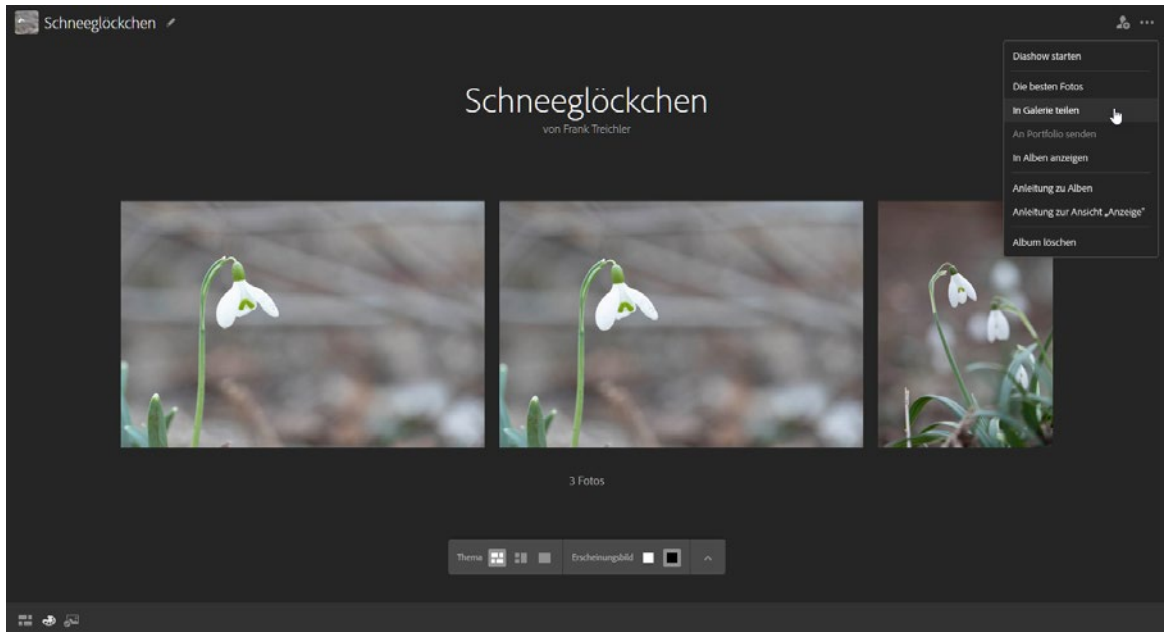 Schneeglöckchen
Diashow starten
Die besten Fotos
In Galerie teilen
An Portfolio senden
In Alben anzeigen
Anleitung zu Alben
Anleitung zur Ansicht „Anzeige“
Album löschen
Schneeglöckchen
von Frank Treichler
3 Fotos
Thema
Erscheinungsbild